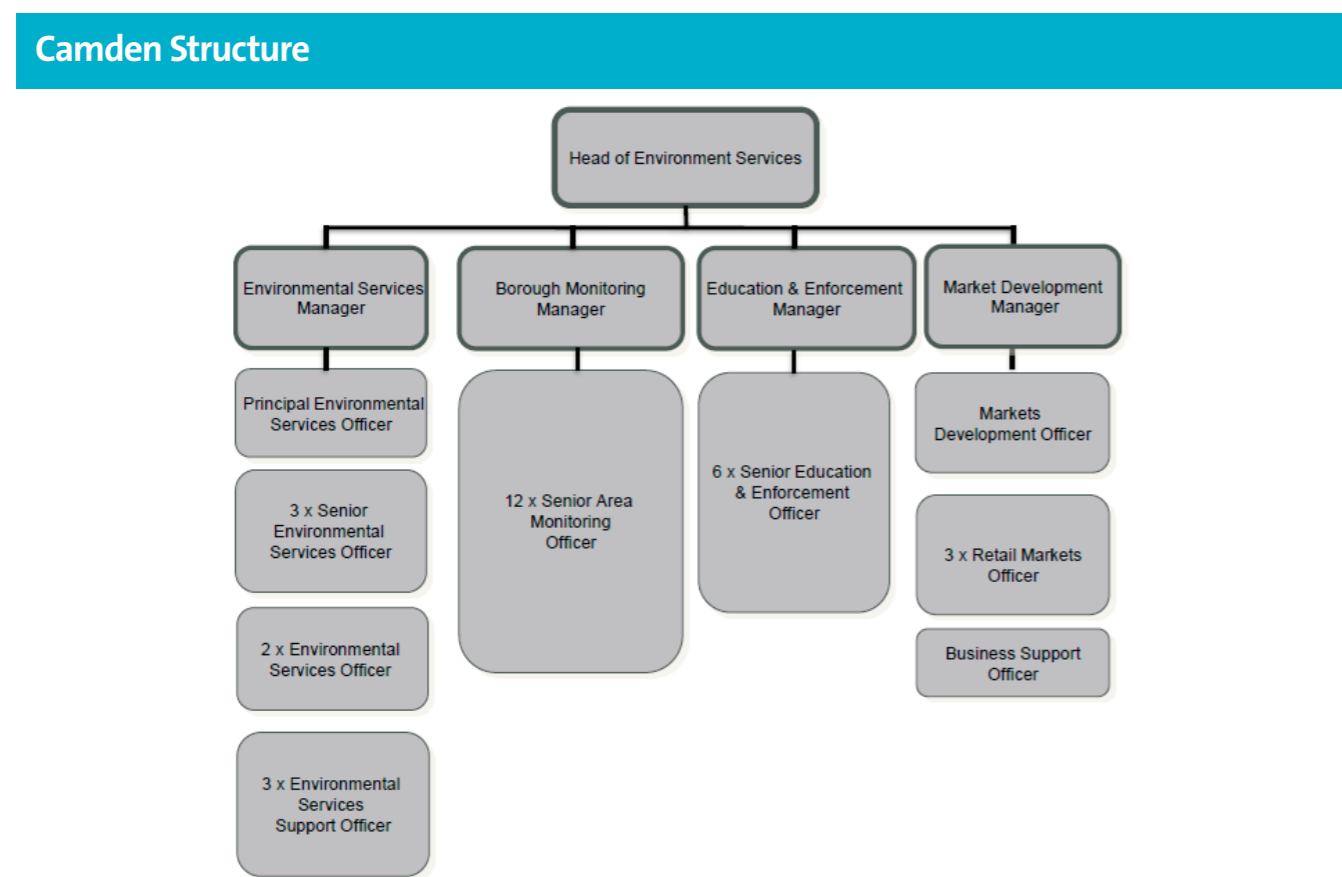 Camden Structure
Head of Environment Services
Environmental Services
Manager
Borough Monitoring
Manager
Education & Enforcement
Manager
Market Development
Manager
Principal Environmental
Services Officer
3 x Senior
Environmental
Services Officer
2 x Environmental
Services Officer
3 x Environmental
Services
Support Officer
12 x Senior Area
Monitoring
Officer
6 x Senior Education
& Enforcement
Officer
Markets
Development Officer
3 x Retail Markets
Officer
Business Support
Officer